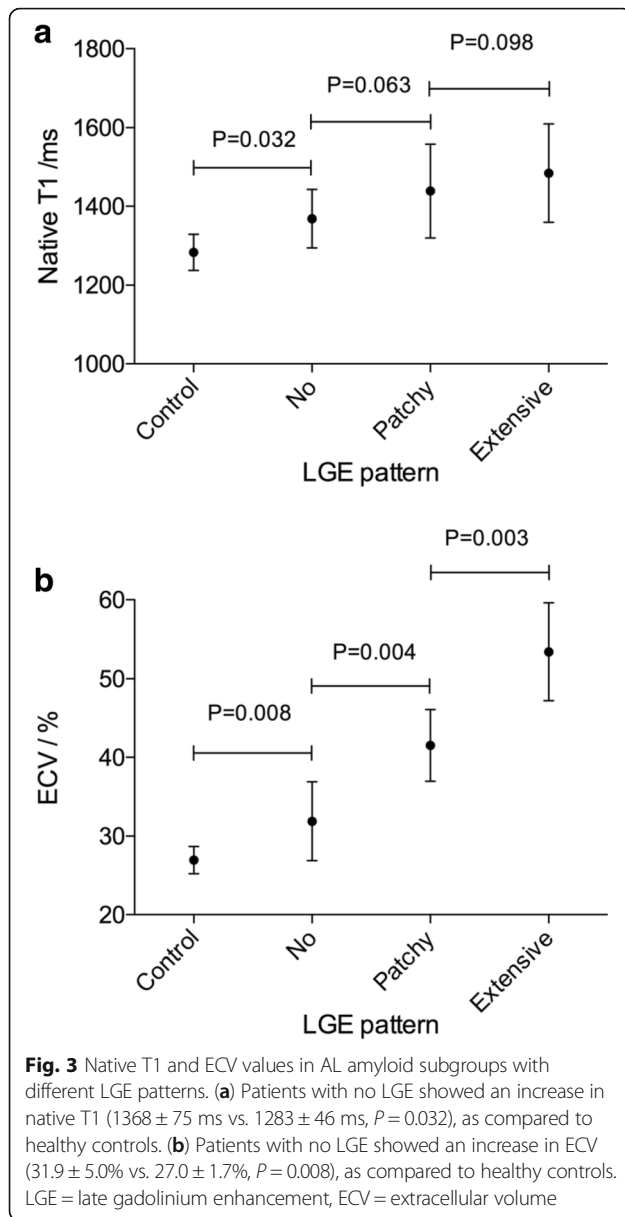 a
1800
P=0.098
P=0.063
1600
P=0.032
1400
1200
1000
Native T1 /ms
Control
No
Patchy
Extensive
LGE pattern
b
P=0.003
60
P=0.004
50
P=0.008
40
30
20
ECV / %
Control
No
Patchy
Extensive
LGE pattern
Fig. 3 Native T1 and ECV values in AL amyloid subgroups with
different LGE patterns. (a) Patients with no LGE showed an increase in
native T1 (1368 ± 75 ms vs. 1283 ± 46 ms, P = 0.032), as compared to
healthy controls. (b) Patients with no LGE showed an increase in ECV
(31.9 ± 5.0% vs. 27.0 ± 1.7%, P = 0.008), as compared to healthy controls.
LGE = late gadolinium enhancement, ECV = extracellular volume